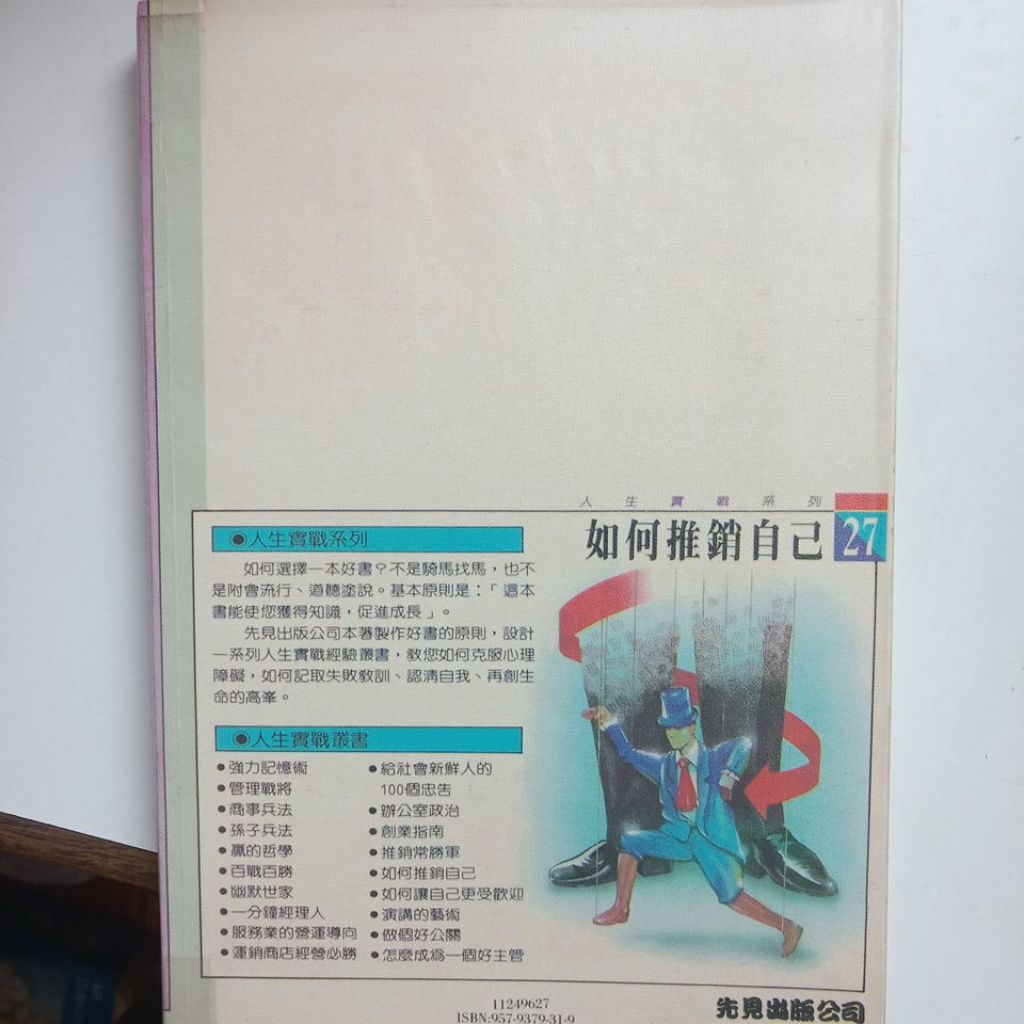 人生實戰系列
如何推銷自己
27
●人生實戰系列
如何選擇一本好書？不是騎馬找馬，也不
是附會流行、道聽塗說。基本原則是：「這本
書能使您獲得知識，促進成長」。
先見出版公司本著製作好書的原則，設計
一系列人生實戰經驗叢書，教您如何克服心理
障礙，如何記取失敗教訓、認清自我、再創生
命的高峯。
●人生實戰叢書
●強力記憶術
●管理戰將
●商事兵法
●孫子兵法
●贏的哲學
●百戰百勝
●幽默世家
●一分鐘經理人
●服務業的營運導向
●運銷商店經營必勝
●給社會新鮮人的
100個忠告
●辦公室政治
●創業指南
●推銷常勝軍
●如何推銷自己
●如何讓自己更受歡迎
●演講的藝術
●做個好公關
●怎麼成為一個好主管
11249627
ISBN:957-9379-31-9
先見出版公司